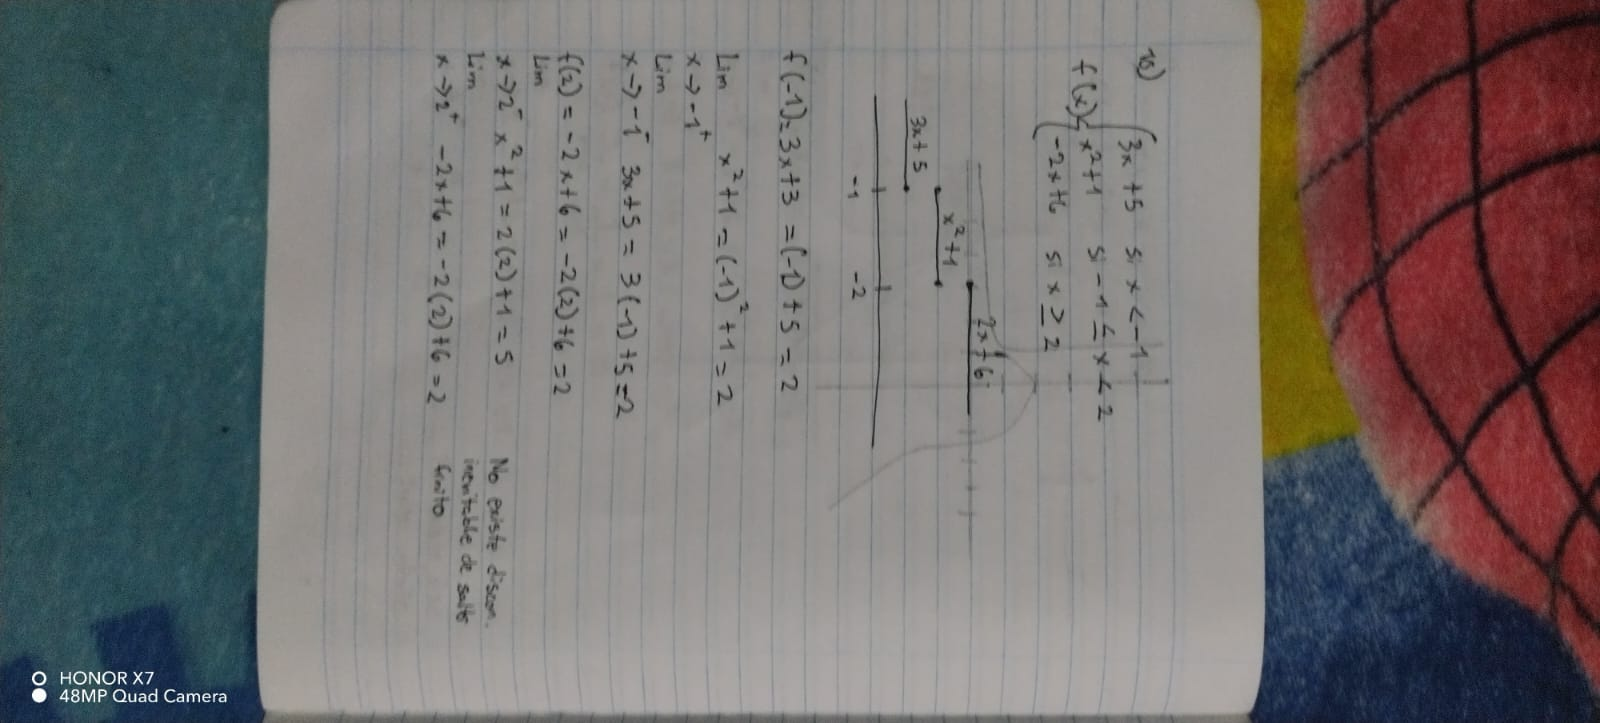 10)
3x+5 si x < -1
f(x) x²+1 si -1 ≤ x < 2
-2x+6 si x ≥ 2
2x+6
x²+1
3x+5
-1 -2
f(-1)= 3x+3 = (-1)+5 = 2
Lim x²+1 = (-1)²+1 = 2
x→-1⁺
Lim
x→-1⁻ 3x+5 = 3(-1)+5=2
f(2) = -2x+6 = -2(2)+6 = 2
Lim
x→2⁻ x²+1 = 2(2)+1 = 5 No existe discon.
Lim inevitable de salto
x→2⁺ -2x+6 = -2(2)+6 = 2 finito
HONOR X7
48MP Quad Camera